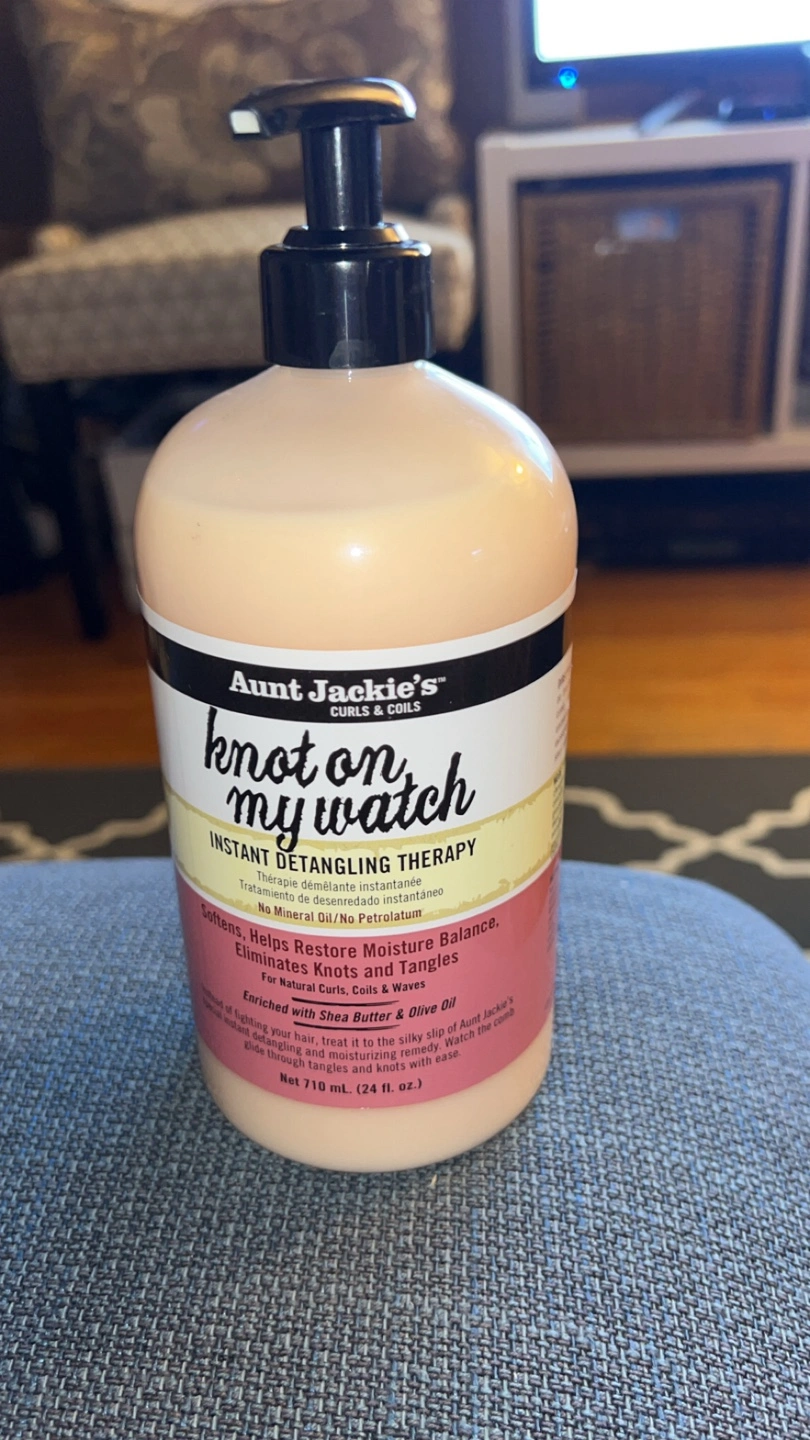 Aunt Jackie's™
CURLS & COILS
knot on
my watch
INSTANT DETANGLING THERAPY
Thérapie démêlante instantanée
Tratamiento de desenredado instantáneo
No Mineral Oil/No Petrolatum
Softens, Helps Restore Moisture Balance,
Eliminates Knots and Tangles
For Natural Curls, Coils & Waves
Enriched with Shea Butter & Olive Oil
of fighting your hair, treat it to the silky slip of Aunt Jackie's
instant detangling and moisturizing remedy. Watch the comb
glide through tangles and knots with ease.
Net 710 mL. (24 fl. oz.)